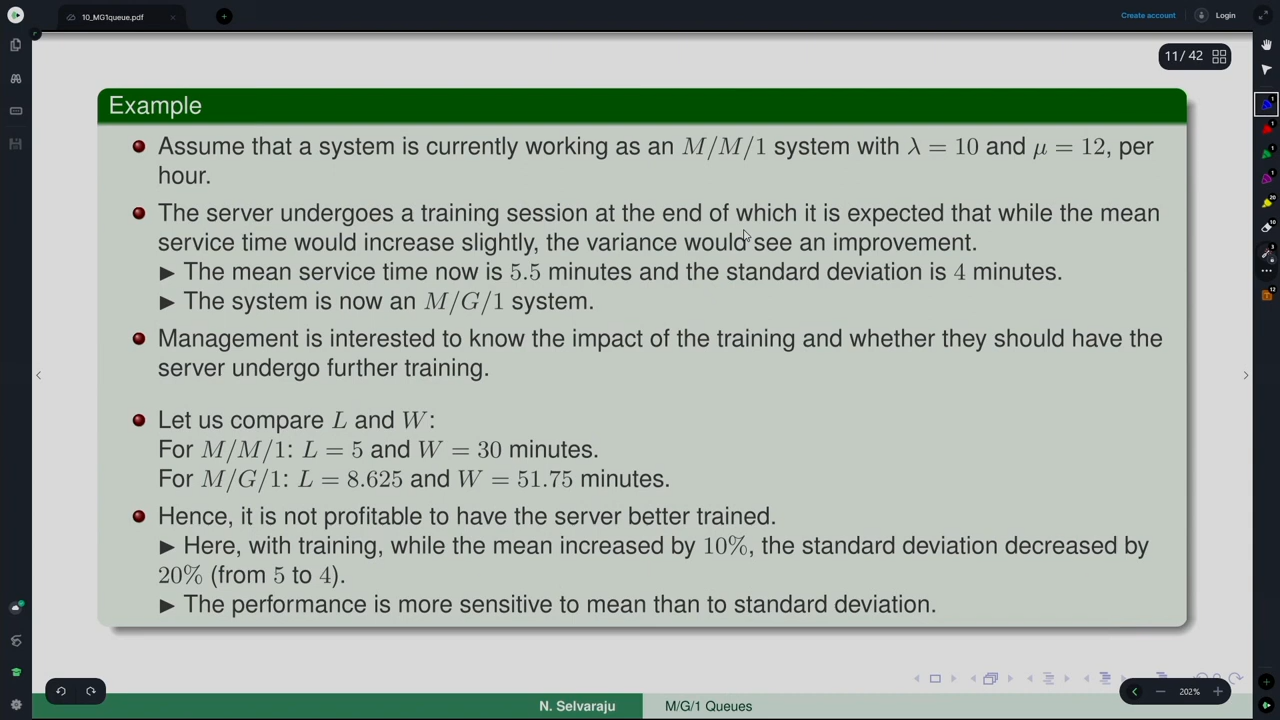 10_MG1queue.pdf
Create account
Login
11 / 42
Example
Assume that a system is currently working as an M/M/1 system with λ = 10 and μ = 12, per
hour.
The server undergoes a training session at the end of which it is expected that while the mean
service time would increase slightly, the variance would see an improvement.
► The mean service time now is 5.5 minutes and the standard deviation is 4 minutes.
► The system is now an M/G/1 system.
Management is interested to know the impact of the training and whether they should have the
server undergo further training.
Let us compare L and W:
For M/M/1: L = 5 and W = 30 minutes.
For M/G/1: L = 8.625 and W = 51.75 minutes.
Hence, it is not profitable to have the server better trained.
► Here, with training, while the mean increased by 10%, the standard deviation decreased by
20% (from 5 to 4).
► The performance is more sensitive to mean than to standard deviation.
N. Selvaraju
M/G/1 Queues
202%